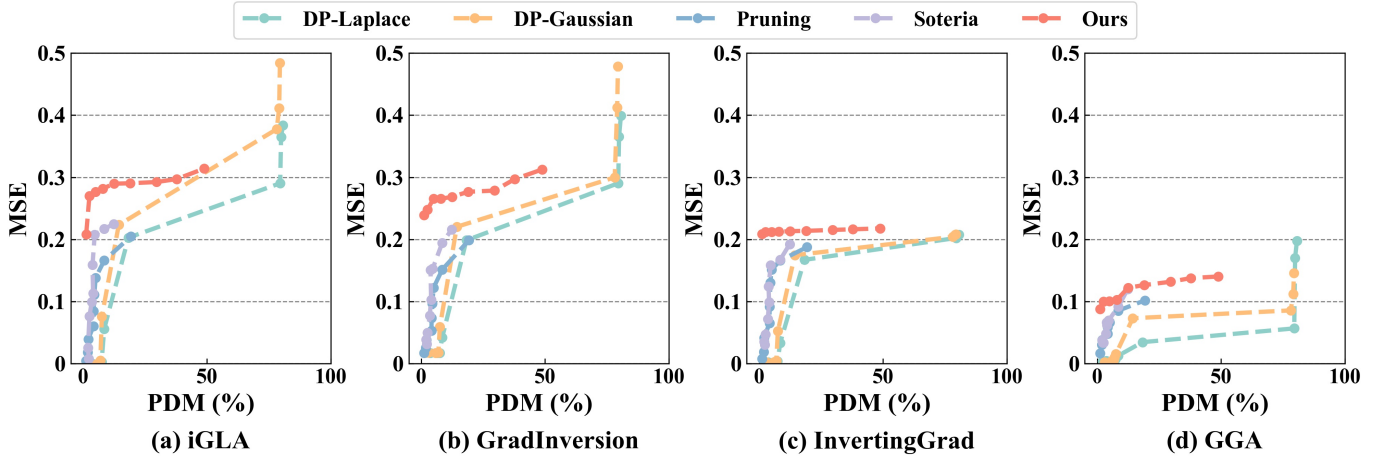 DP-Laplace DP-Gaussian Pruning Soteria Ours
0.5 0.5 0.5 0.5
0.4 0.4 0.4 0.4
0.3 0.3 0.3 0.3
MSE MSE MSE MSE
0.2 0.2 0.2 0.2
0.1 0.1 0.1 0.1
0 0 0 0
0 50 100 0 50 100 0 50 100 0 50 100
PDM (%) PDM (%) PDM (%) PDM (%)
(a) iGLA (b) GradInversion (c) InvertingGrad (d) GGA